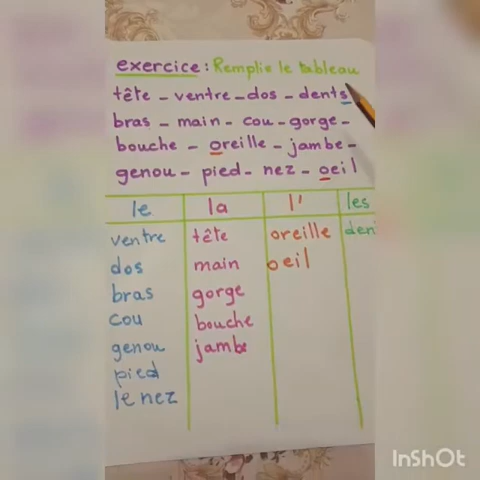 exercice: Remplie le tableau
tête - ventre - dos - dents
bras - main - cou - gorge -
bouche - oreille - jambe -
genou - pied - nez - oeil
le la l' les
ventre tête oreille
dos main oeil
bras gorge
cou bouche
genou jambe
pied
le nez
InShOt